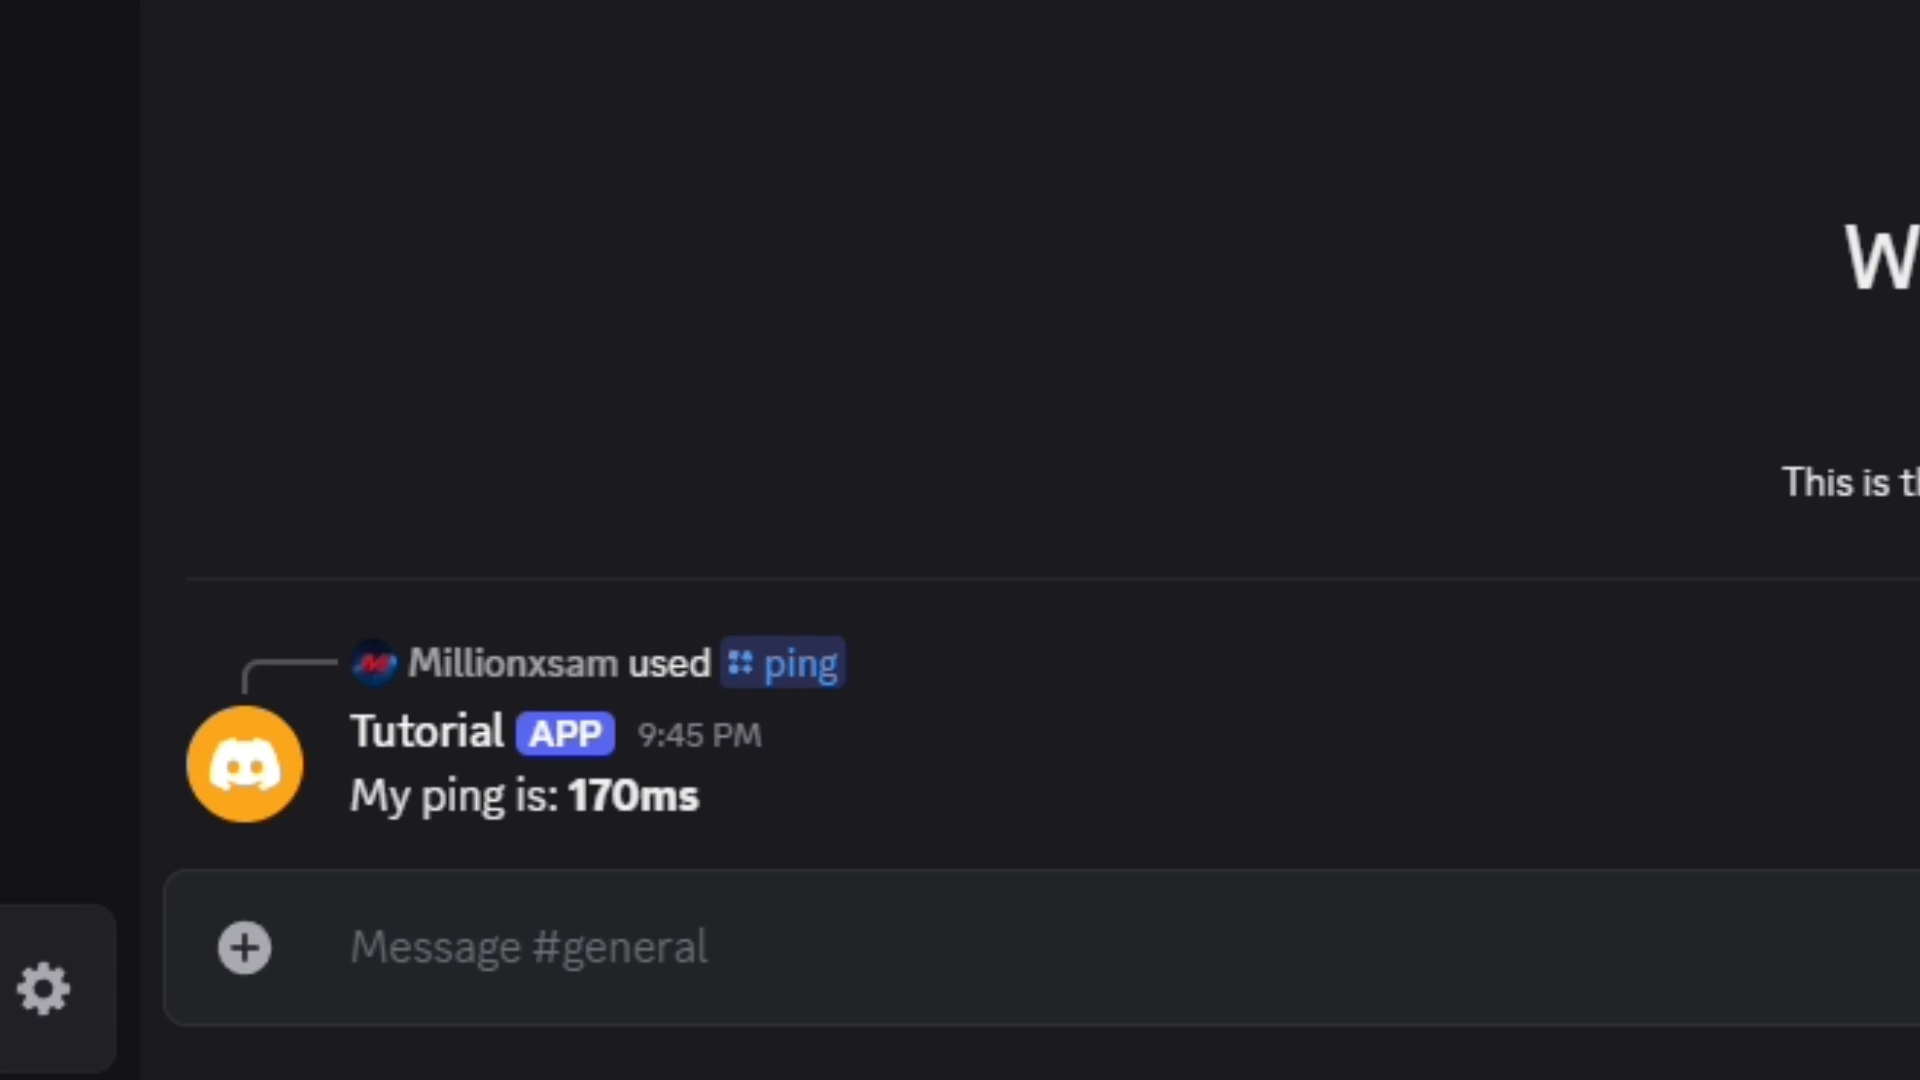 W
This is t
Millionxsam used ping
Tutorial APP 9:45 PM
My ping is: 170ms
Message #general